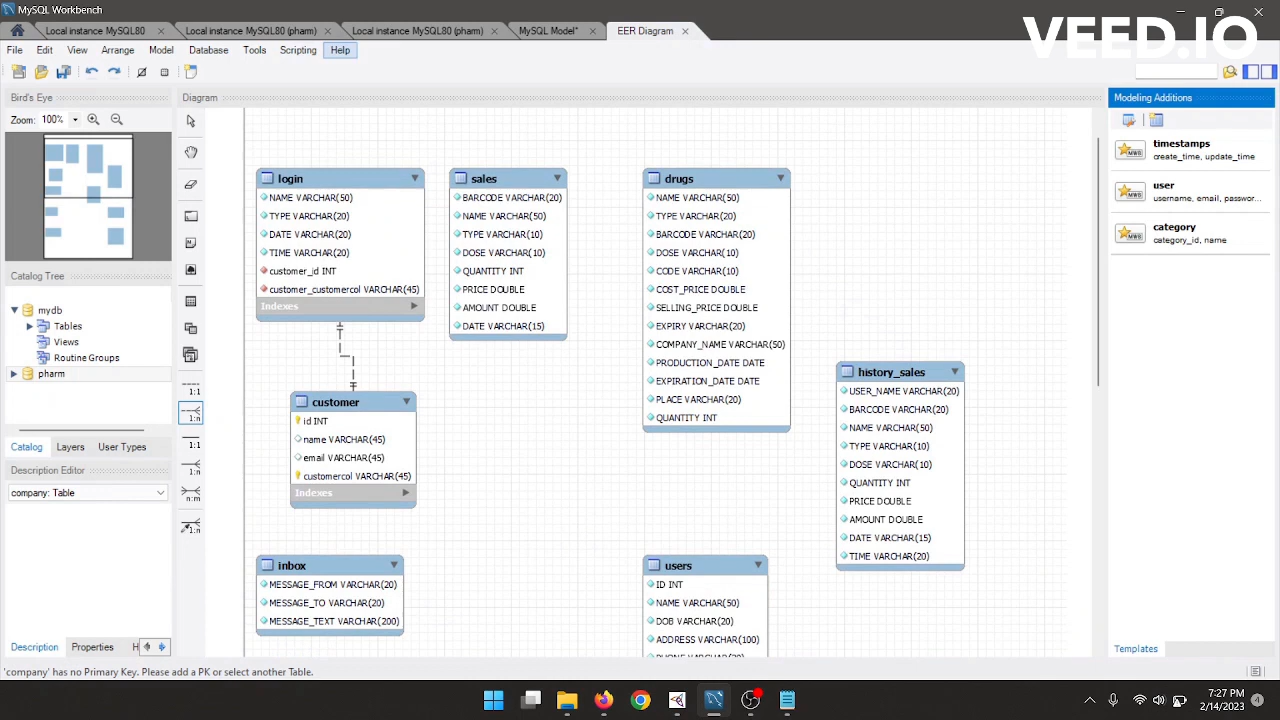 MySQL Workbench
VEED.IO
Local instance MySQL80
Local instance MySQL80 (pharm)
Local instance MySQL80 (pharm)
MySQL Model*
EER Diagram
File Edit View Arrange Model Database Tools Scripting Help
Bird's Eye
Diagram
Modeling Additions
Zoom: 100%
timestamps
create_time, update_time
user
username, email, passwor...
category
category_id, name
Templates
Catalog Tree
mydb
Tables
Views
Routine Groups
pharm
Catalog Layers User Types
Description Editor
company: Table
Description Properties H
1:1
1:n
1:1
1:n
n:m
1:n
login
NAME VARCHAR(50)
TYPE VARCHAR(20)
DATE VARCHAR(20)
TIME VARCHAR(20)
customer_id INT
customer_customercol VARCHAR(45)
Indexes
sales
BARCODE VARCHAR(20)
NAME VARCHAR(50)
TYPE VARCHAR(10)
DOSE VARCHAR(10)
QUANTITY INT
PRICE DOUBLE
AMOUNT DOUBLE
DATE VARCHAR(15)
drugs
NAME VARCHAR(50)
TYPE VARCHAR(20)
BARCODE VARCHAR(20)
DOSE VARCHAR(10)
CODE VARCHAR(10)
COST_PRICE DOUBLE
SELLING_PRICE DOUBLE
EXPIRY VARCHAR(20)
COMPANY_NAME VARCHAR(50)
PRODUCTION_DATE DATE
EXPIRATION_DATE DATE
PLACE VARCHAR(20)
QUANTITY INT
history_sales
USER_NAME VARCHAR(20)
BARCODE VARCHAR(20)
NAME VARCHAR(50)
TYPE VARCHAR(10)
DOSE VARCHAR(10)
QUANTITY INT
PRICE DOUBLE
AMOUNT DOUBLE
DATE VARCHAR(15)
TIME VARCHAR(20)
customer
id INT
name VARCHAR(45)
email VARCHAR(45)
customercol VARCHAR(45)
Indexes
inbox
MESSAGE_FROM VARCHAR(20)
MESSAGE_TO VARCHAR(20)
MESSAGE_TEXT VARCHAR(200)
users
ID INT
NAME VARCHAR(50)
DOB VARCHAR(20)
ADDRESS VARCHAR(100)
PHONE VARCHAR(20)
'company' has no Primary Key. Please add a PK or select another Table.
7:27 PM
2/14/2023
4